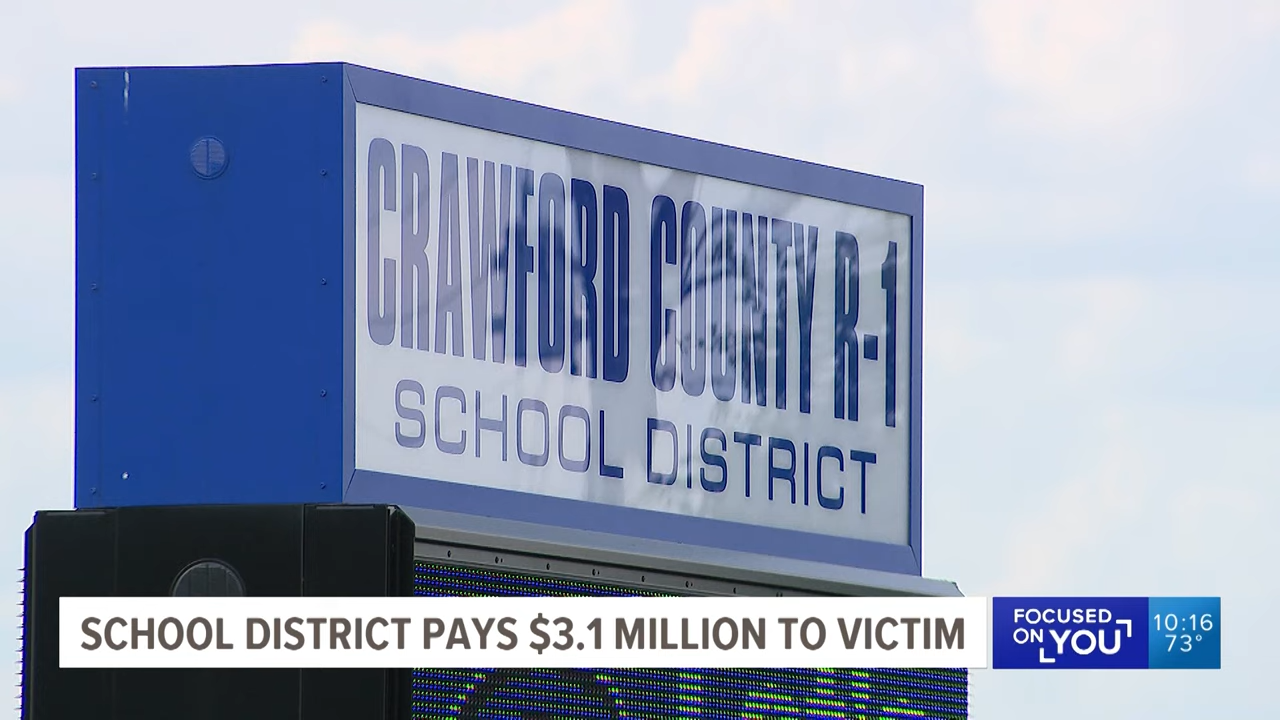 CRAWFORD COUNTY R-1
SCHOOL DISTRICT
SCHOOL DISTRICT PAYS $3.1 MILLION TO VICTIM
FOCUSED
ON
YOU
10:16
73°